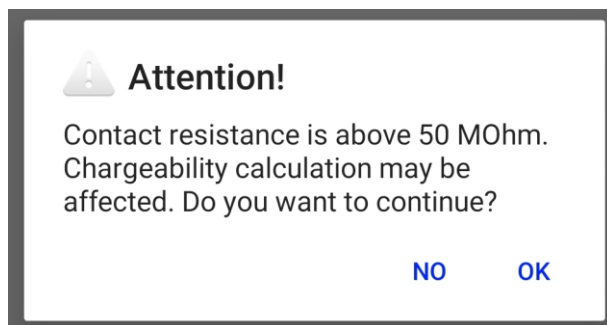 Attention!
Contact resistance is above 50 MOhm.
Chargeability calculation may be
affected. Do you want to continue?
NO OK